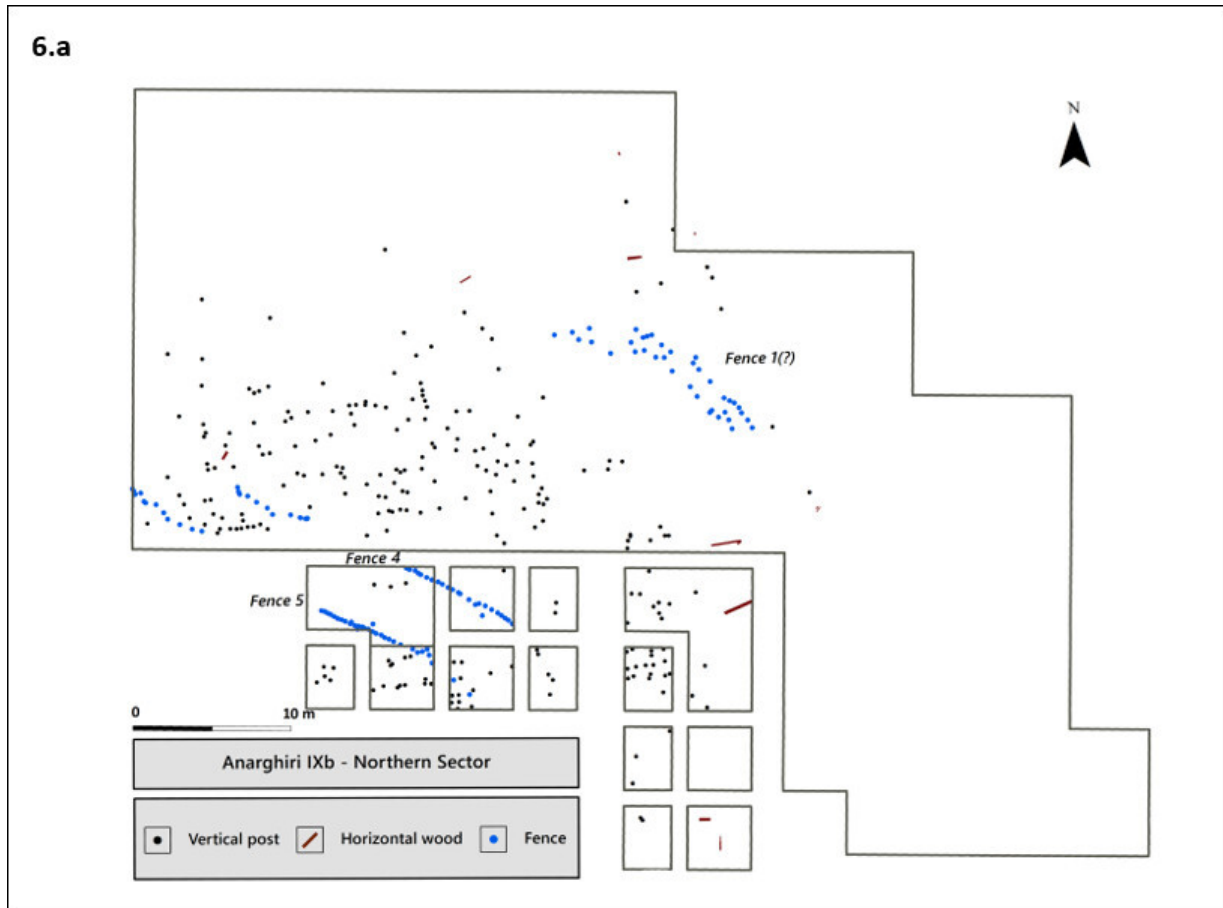 6.a
N
Fence 1(?)
Fence 4
Fence 5
0 10 m
Anarghiri IXb - Northern Sector
Vertical post Horizontal wood Fence